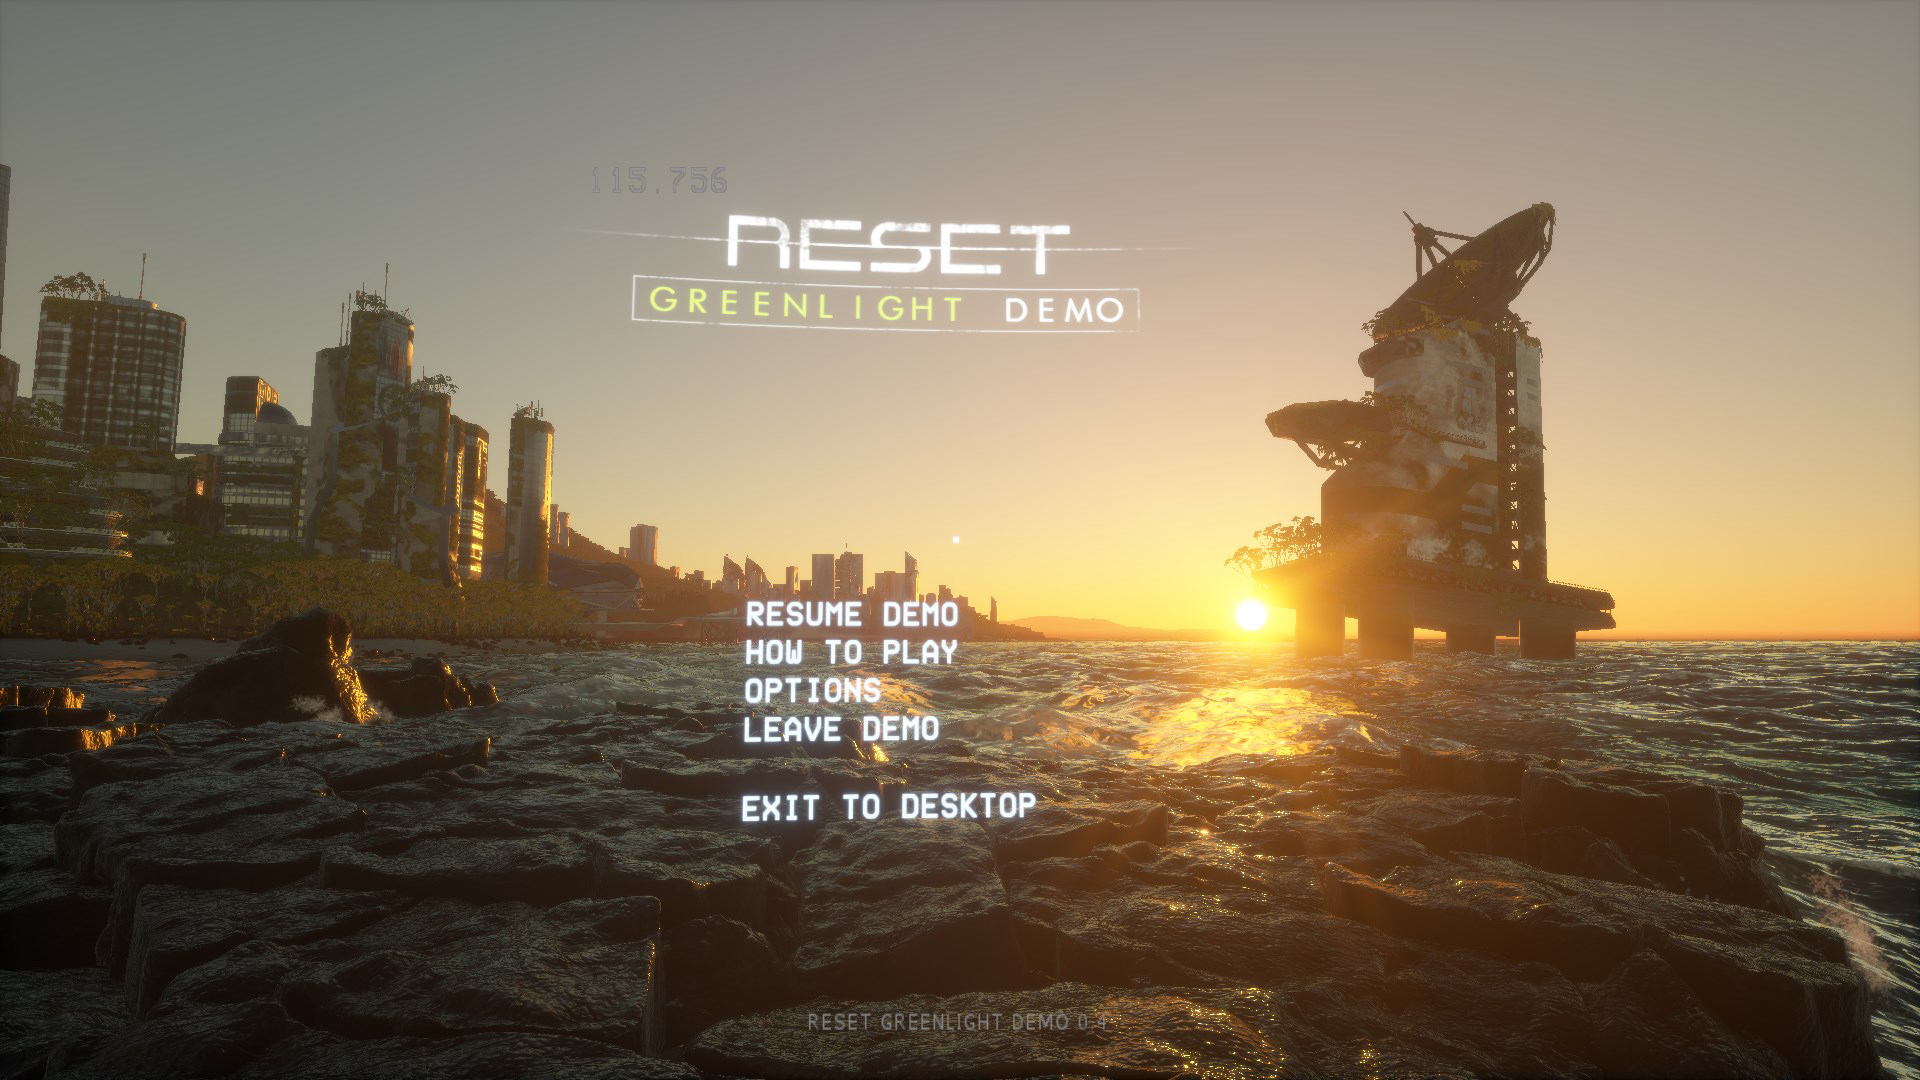 115.756
RESET
GREENLIGHT DEMO
RESUME DEMO
HOW TO PLAY
OPTIONS
LEAVE DEMO
EXIT TO DESKTOP
RESET GREENLIGHT DEMO 0.4